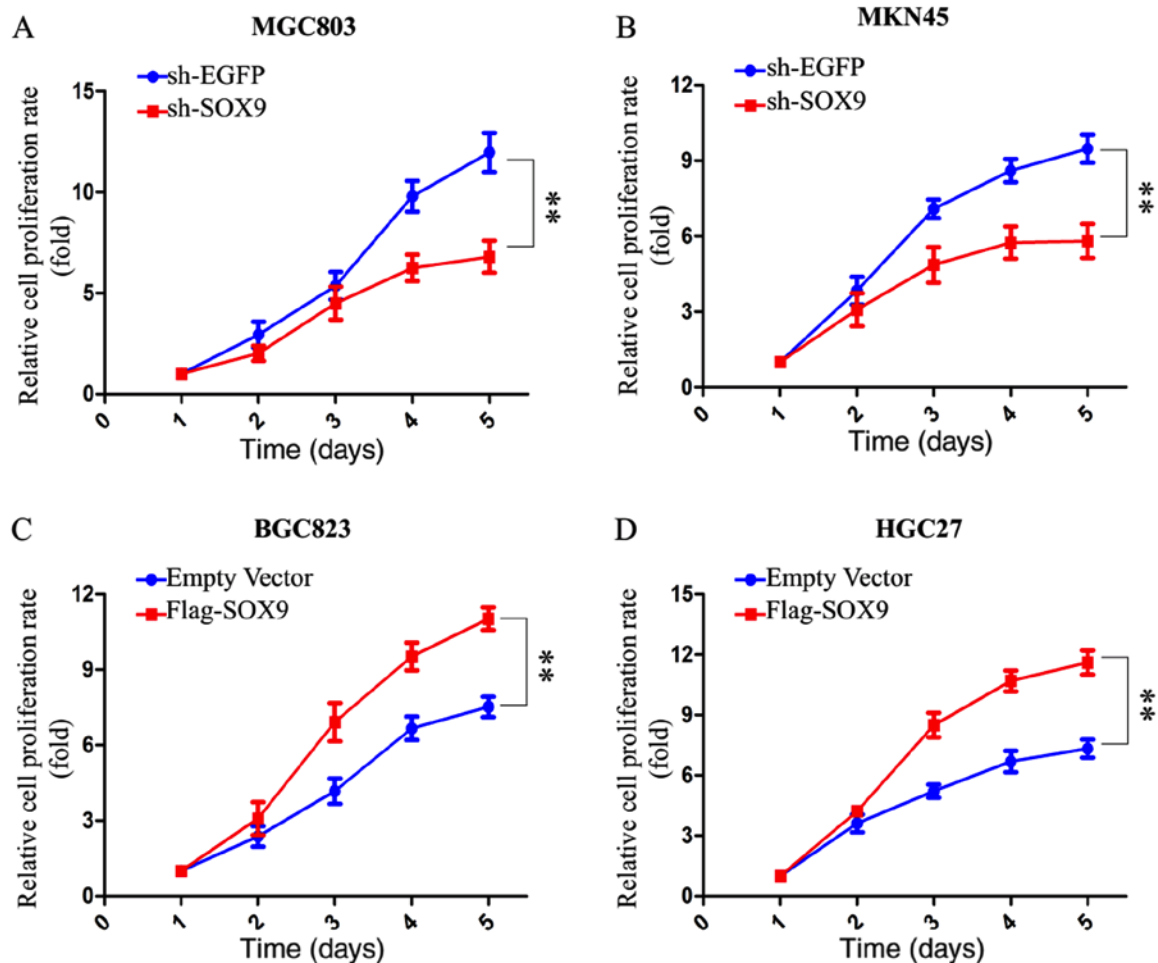 A
MGC803
sh-EGFP
sh-SOX9
Relative cell proliferation rate
(fold)
15
10
5
0
0
1
2
3
4
5
Time (days)
**
B
MKN45
sh-EGFP
sh-SOX9
Relative cell proliferation rate
(fold)
12
9
6
3
0
0
1
2
3
4
5
Time (days)
**
C
BGC823
Empty Vector
Flag-SOX9
Relative cell proliferation rate
(fold)
12
9
6
3
0
0
1
2
3
4
5
Time (days)
**
D
HGC27
Empty Vector
Flag-SOX9
Relative cell proliferation rate
(fold)
15
12
9
6
3
0
0
1
2
3
4
5
Time (days)
**